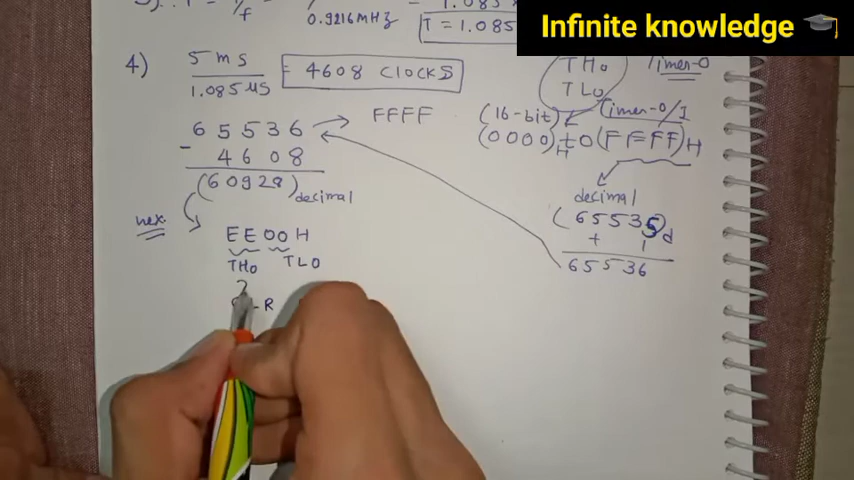 Infinite knowledge
0.9216MHz
T = 1.085
4) 5 ms / 1.085 µs = 4608 clocks
TH0 Timer-0
TL0
65536 → FFFF
- 4608
(60928) decimal
hex
EE00H
TH0 TL0
(16-bit) Timer-0/1
(0000)H to (FFFF)H
decimal
(65535)d
+ 1
65536